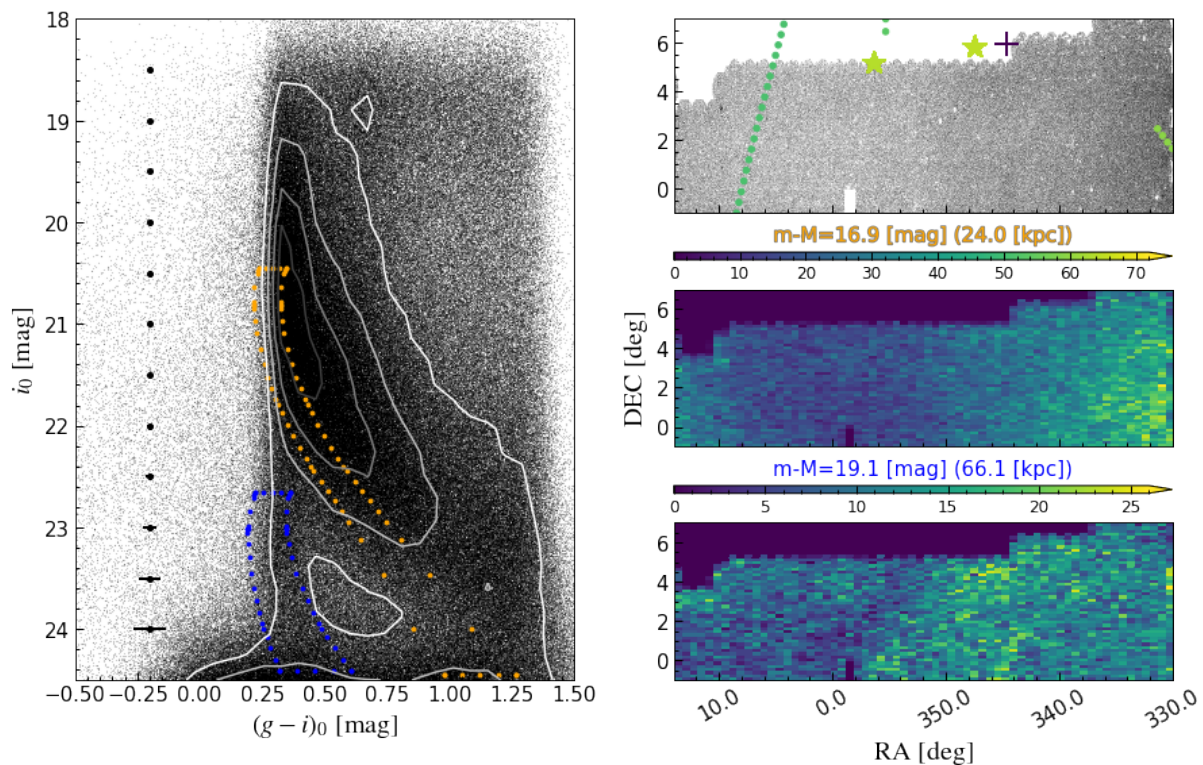 18
19
20
21
22
23
24
i₀ [mag]
−0.50 −0.25 0.00 0.25 0.50 0.75 1.00 1.25 1.50
(g − i)₀ [mag]
6
4
2
0
m-M=16.9 [mag] (24.0 [kpc])
0 10 20 30 40 50 60 70
6
4
2
0
DEC [deg]
m-M=19.1 [mag] (66.1 [kpc])
0 5 10 15 20 25
6
4
2
0
10.0 0.0 350.0 340.0 330.0
RA [deg]